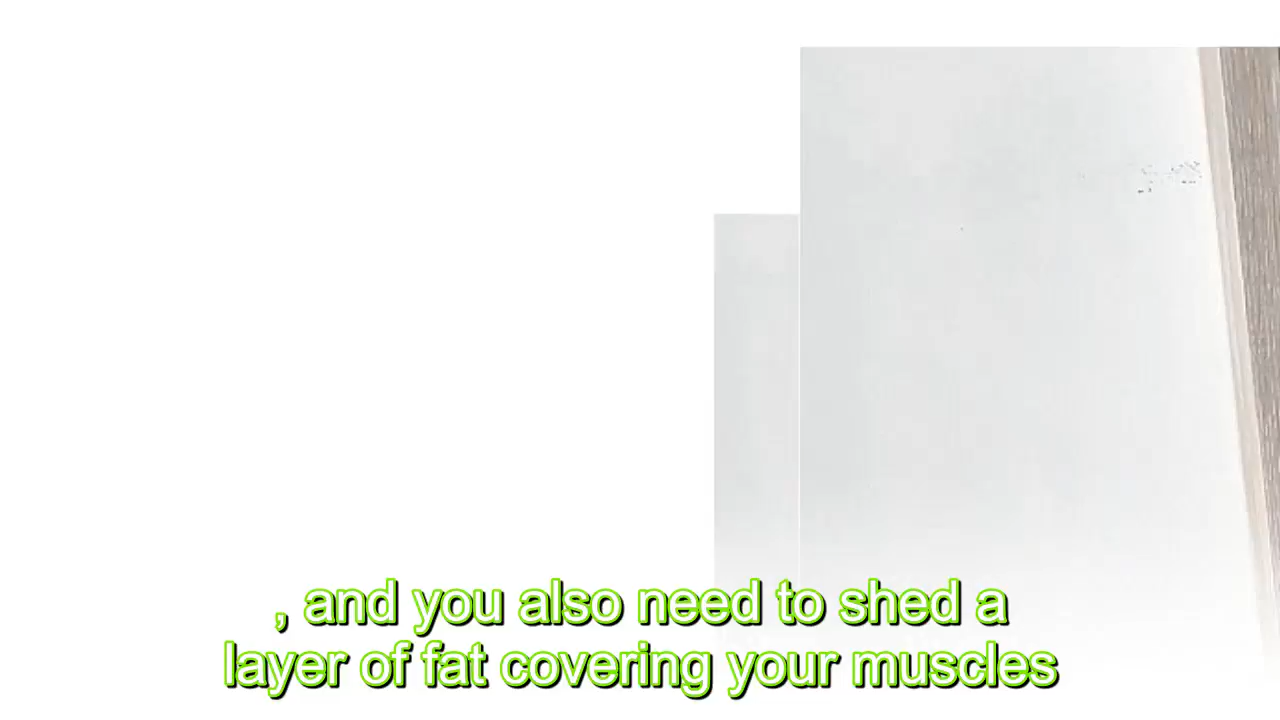 , and you also need to shed a
layer of fat covering your muscles